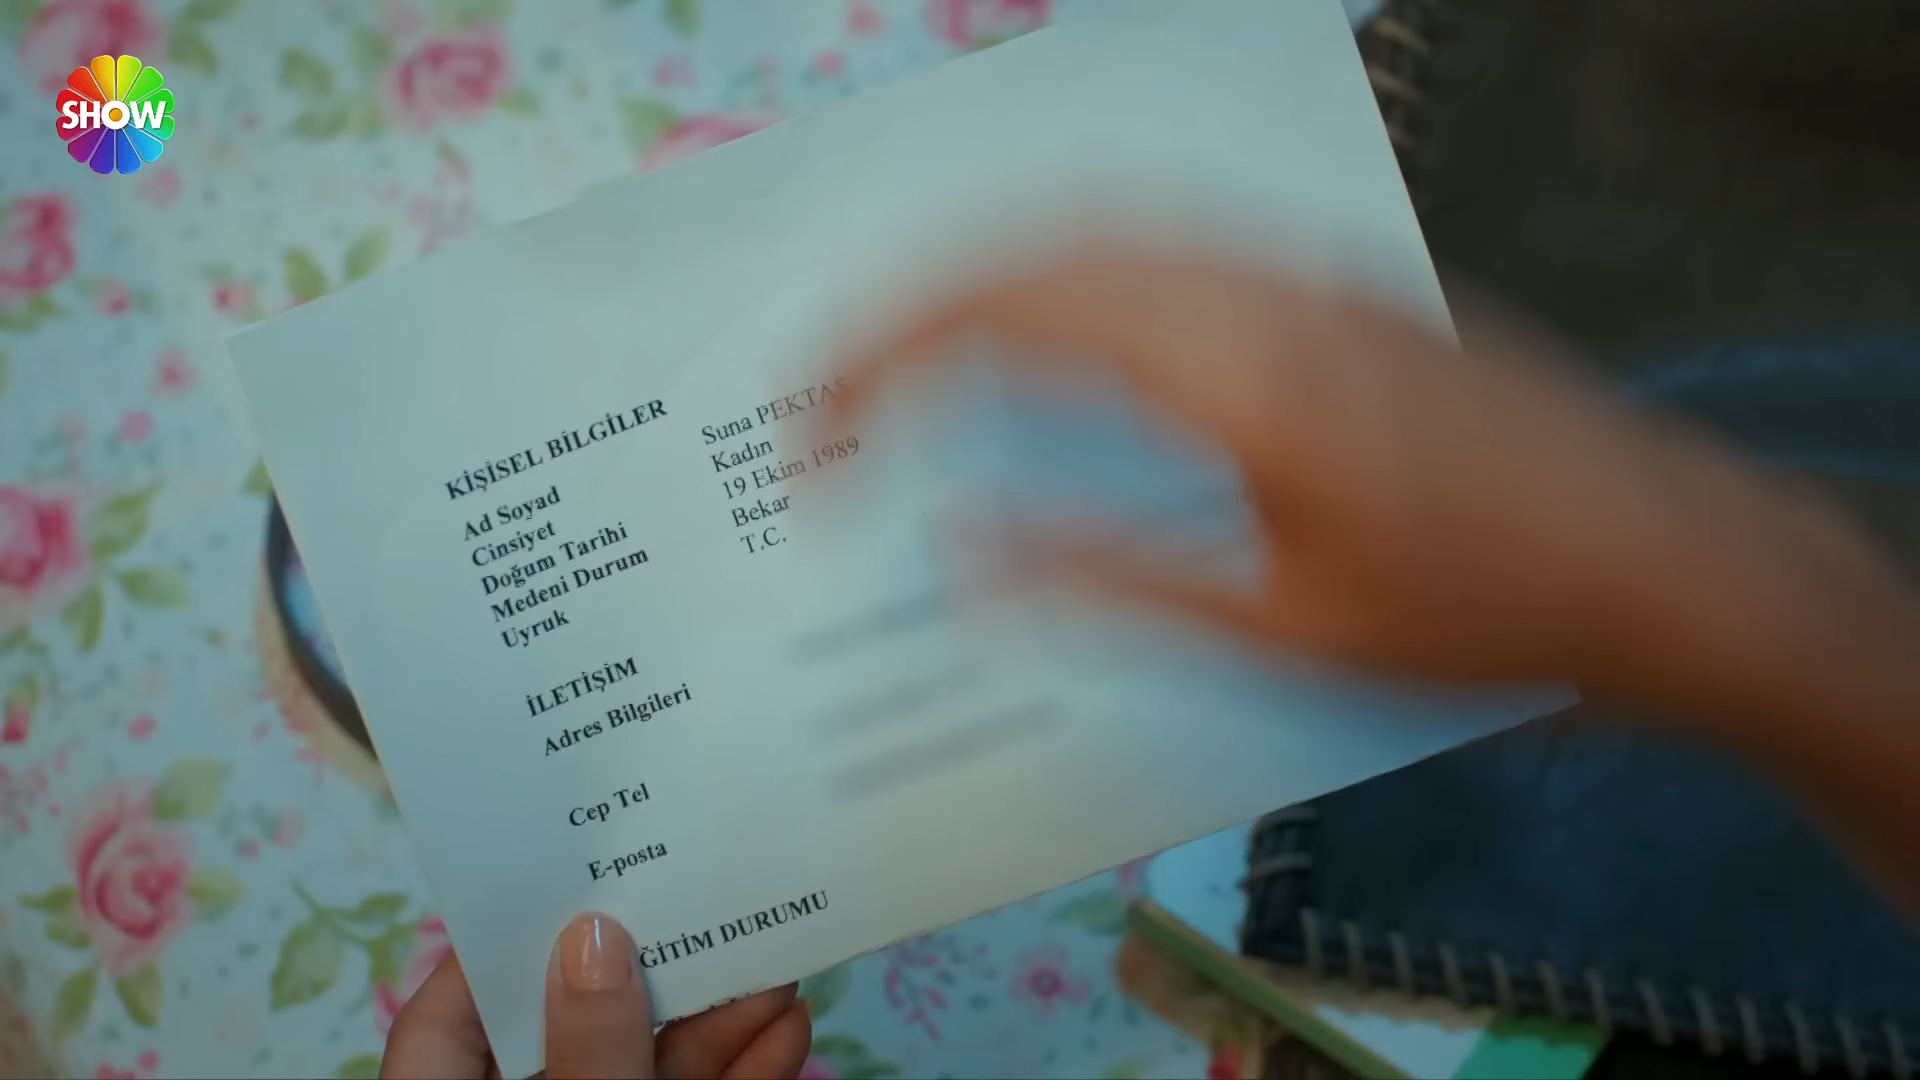 SHOW
KİŞİSEL BİLGİLER
Ad Soyad Suna PEKTAŞ
Cinsiyet Kadın
Doğum Tarihi 19 Ekim 1989
Medeni Durum Bekar
Uyruk T.C.
İLETİŞİM
Adres Bilgileri
Cep Tel
E-posta
ĞİTİM DURUMU